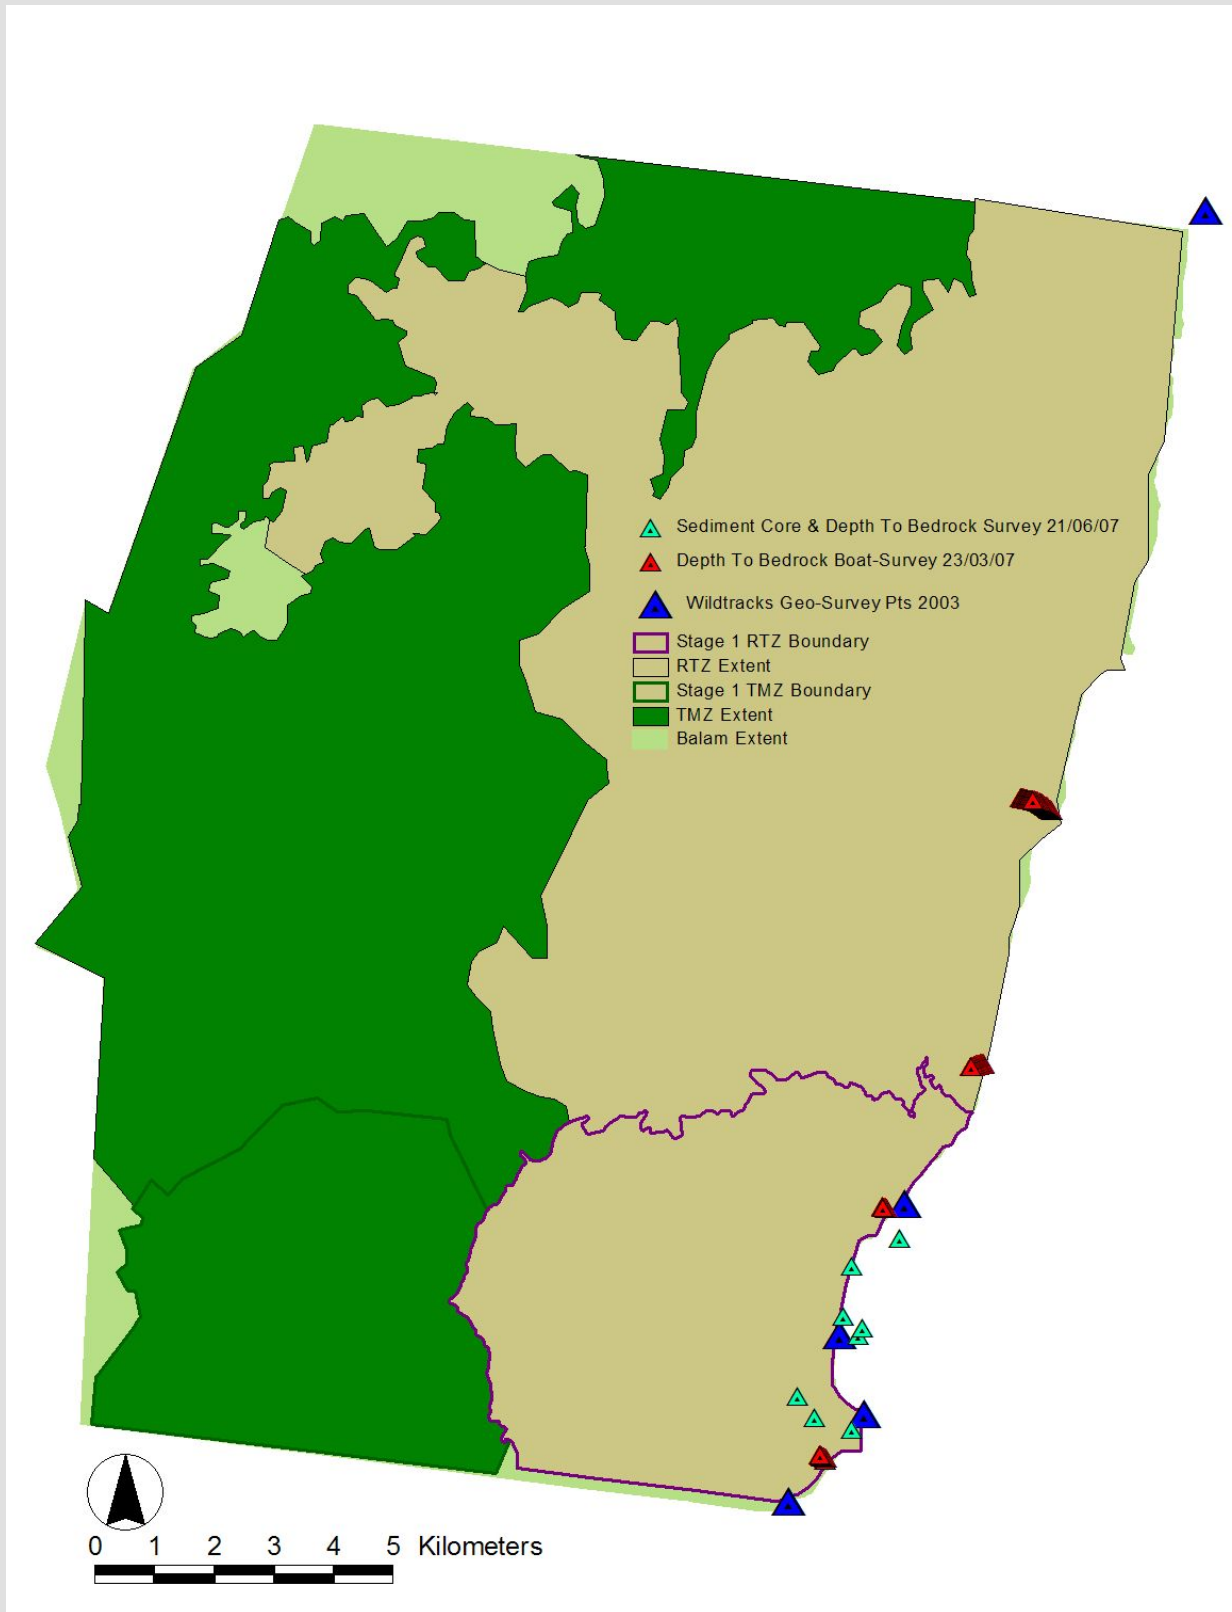 Sediment Core & Depth To Bedrock Survey 21/06/07
Depth To Bedrock Boat-Survey 23/03/07
Wildtracks Geo-Survey Pts 2003
Stage 1 RTZ Boundary
RTZ Extent
Stage 1 TMZ Boundary
TMZ Extent
Balam Extent
0 1 2 3 4 5 Kilometers